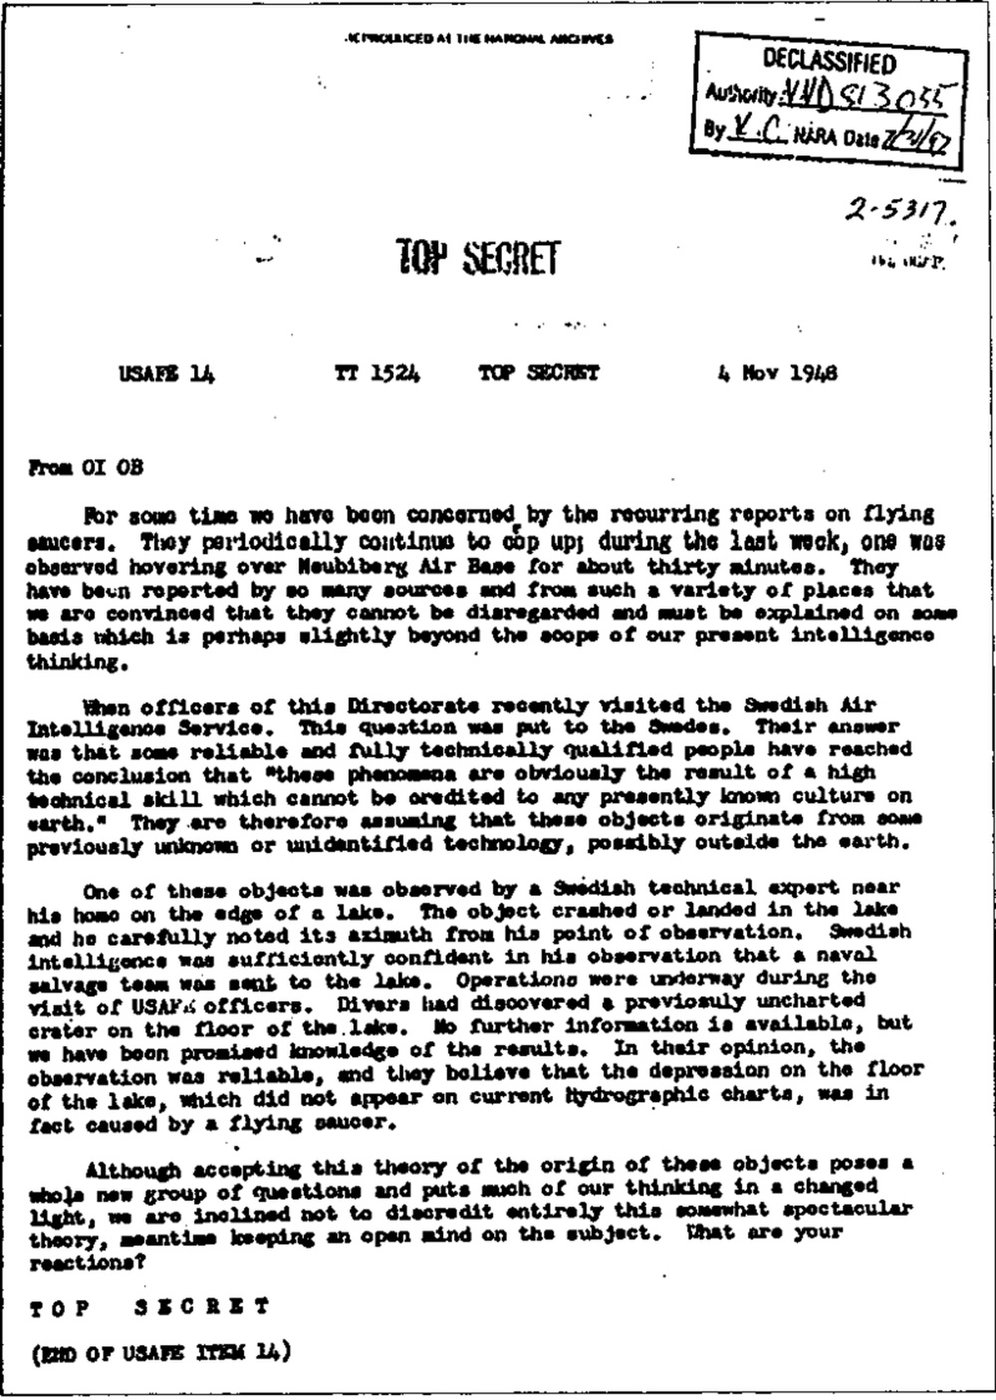 REPRODUCED AT THE NATIONAL ARCHIVES
DECLASSIFIED
Authority NND 813055
By K.C. NARA Date
2-5317.
TOP SECRET
USAFE 14 TT 1524 TOP SECRET 4 Nov 1948
From OI OB
For some time we have been concerned by the recurring reports on flying
saucers. They periodically continue to cop up; during the last week, one was
observed hovering over Neubiberg Air Base for about thirty minutes. They
have been reported by so many sources and from such a variety of places that
we are convinced that they cannot be disregarded and must be explained on some
basis which is perhaps slightly beyond the scope of our present intelligence
thinking.
When officers of this Directorate recently visited the Swedish Air
Intelligence Service. This question was put to the Swedes. Their answer
was that some reliable and fully technically qualified people have reached
the conclusion that "these phenomena are obviously the result of a high
technical skill which cannot be credited to any presently known culture on
earth." They are therefore assuming that these objects originate from some
previously unknown or unidentified technology, possibly outside the earth.
One of these objects was observed by a Swedish technical expert near
his home on the edge of a lake. The object crashed or landed in the lake
and he carefully noted its azimuth from his point of observation. Swedish
intelligence was sufficiently confident in his observation that a naval
salvage team was sent to the lake. Operations were underway during the
visit of USAFE officers. Divers had discovered a previosuly uncharted
crater on the floor of the lake. No further information is available, but
we have been promised knowledge of the results. In their opinion, the
observation was reliable, and they believe that the depression on the floor
of the lake, which did not appear on current hydrographic charts, was in
fact caused by a flying saucer.
Although accepting this theory of the origin of these objects poses a
whole new group of questions and puts much of our thinking in a changed
light, we are inclined not to discredit entirely this somewhat spectacular
theory, meantime keeping an open mind on the subject. What are your
reactions?
TOP SECRET
(END OF USAFE ITEM 14)